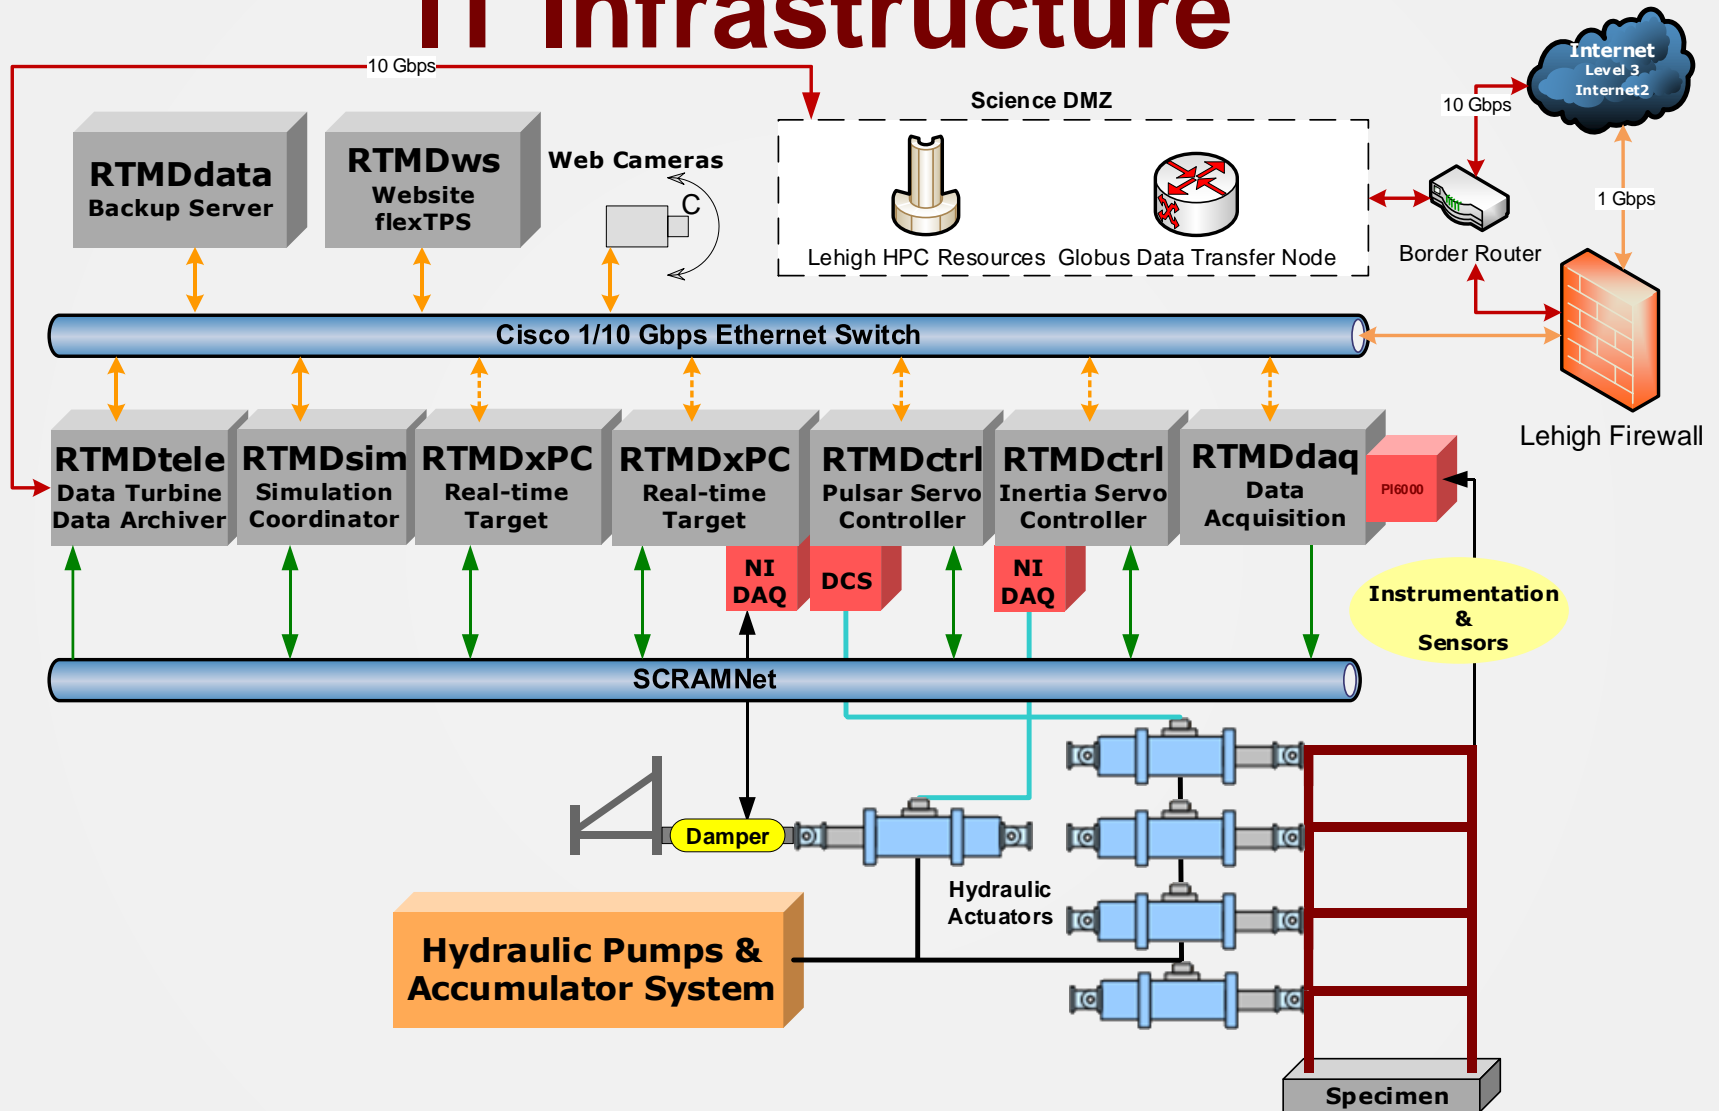 IT Infrastructure
10 Gbps
Internet
Level 3
Internet2
Science DMZ
10 Gbps
RTMDdata
Backup Server
RTMDws
Website
flexTPS
Web Cameras
C
1 Gbps
Lehigh HPC Resources
Globus Data Transfer Node
Border Router
Cisco 1/10 Gbps Ethernet Switch
Lehigh Firewall
RTMDtele
Data Turbine
Data Archiver
RTMDsim
Simulation
Coordinator
RTMDxPC
Real-time
Target
RTMDxPC
Real-time
Target
RTMDctrl
Pulsar Servo
Controller
RTMDctrl
Inertia Servo
Controller
RTMDdaq
Data
Acquisition
PI6000
NI
DAQ
DCS
NI
DAQ
Instrumentation
&
Sensors
SCRAMNet
Damper
Hydraulic
Actuators
Hydraulic Pumps &
Accumulator System
Specimen